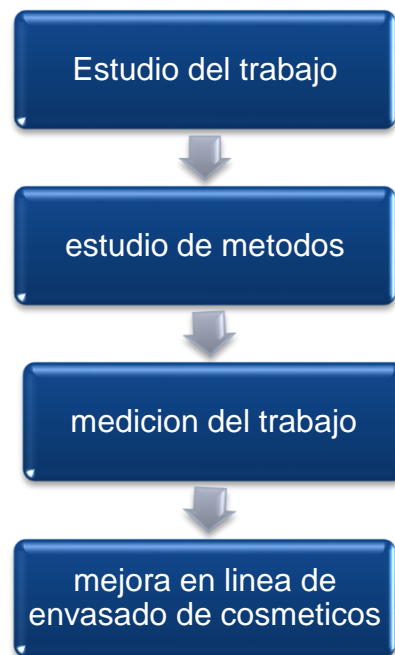 Estudio del trabajo
estudio de metodos
medicion del trabajo
mejora en linea de
envasado de cosmeticos